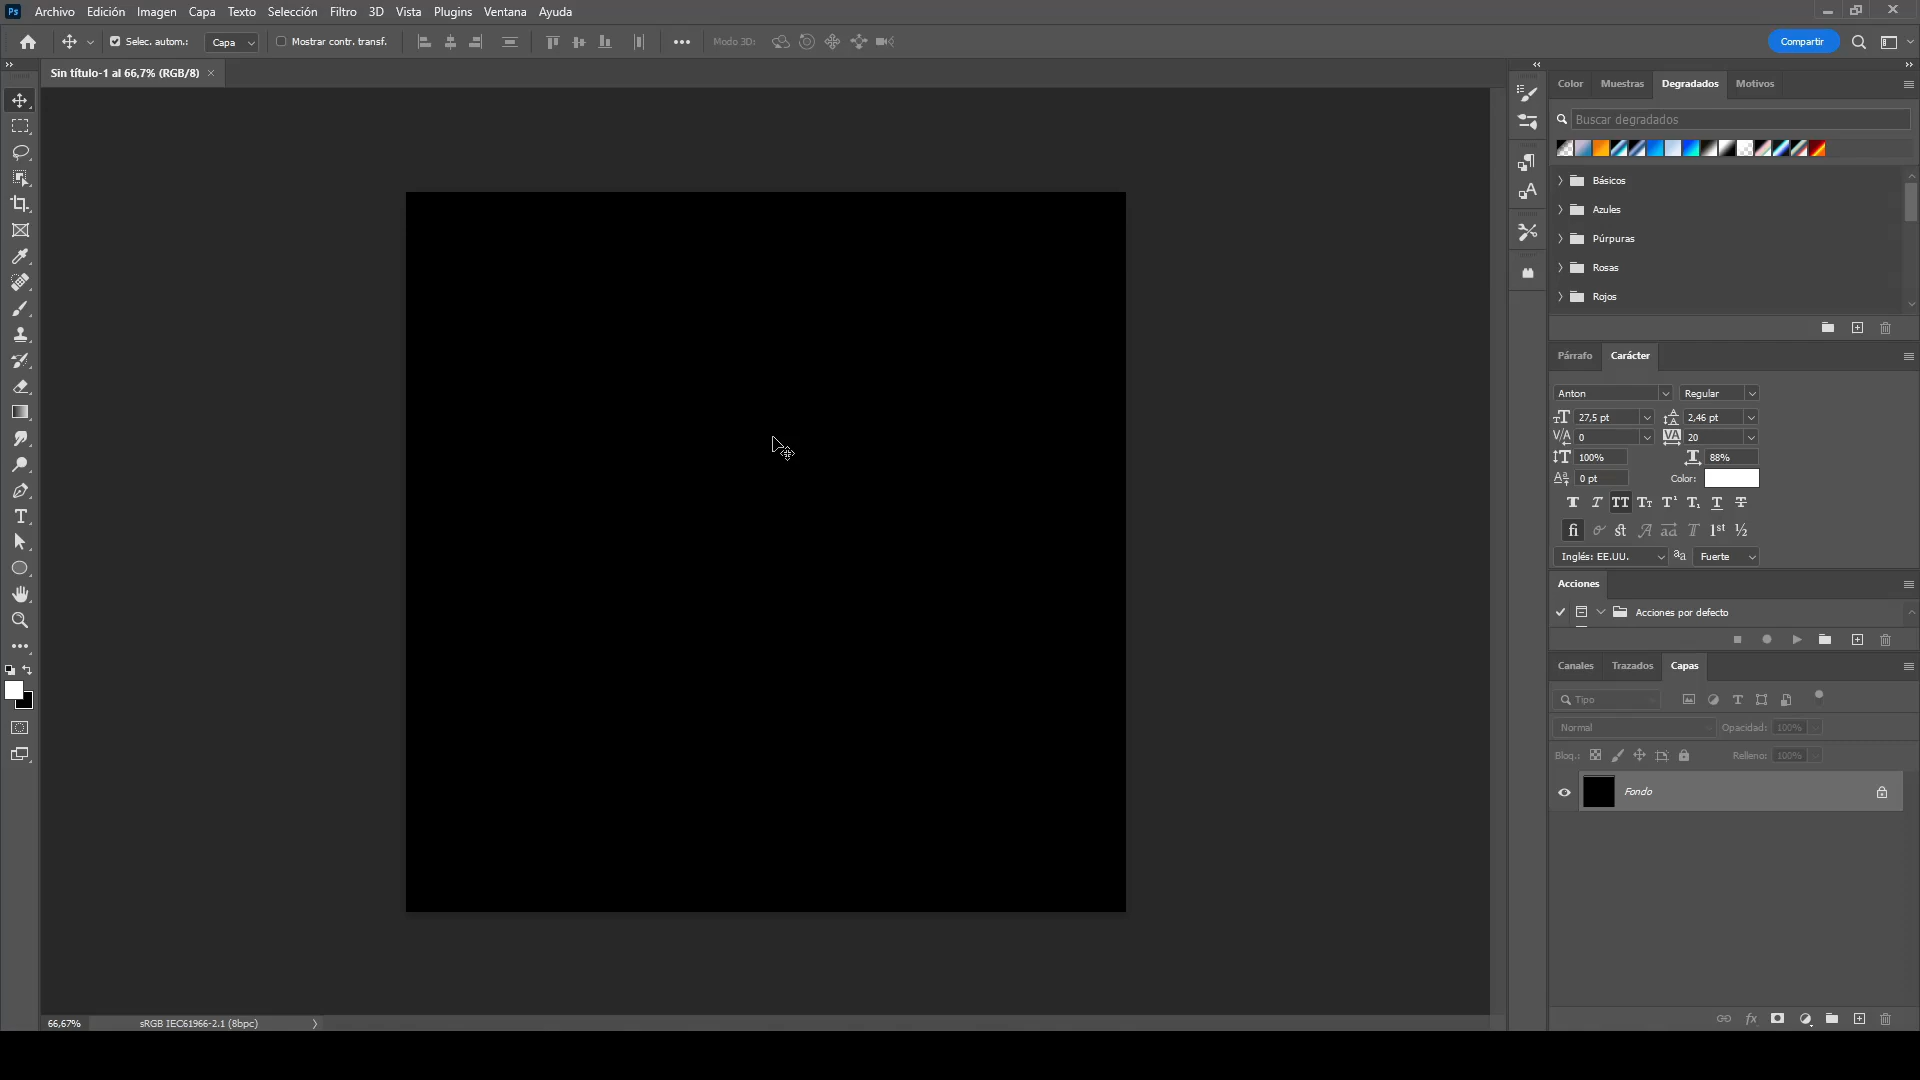 Ps Archivo Edición Imagen Capa Texto Selección Filtro 3D Vista Plugins Ventana Ayuda
Selec. autom.: Capa Mostrar contr. transf. Modo 3D: Compartir
Sin título-1 al 66,7% (RGB/8)
Color Muestras Degradados Motivos
Buscar degradados
Básicos
Azules
Púrpuras
Rosas
Rojos
Párrafo Carácter
Anton Regular
27,5 pt 2,46 pt
0 20
100% 88%
0 pt Color:
Inglés: EE.UU. Fuerte
Acciones
Acciones por defecto
Canales Trazados Capas
Tipo
Normal Opacidad: 100%
Bloq.: Relleno: 100%
Fondo
66,67% sRGB IEC61966-2.1 (8bpc)